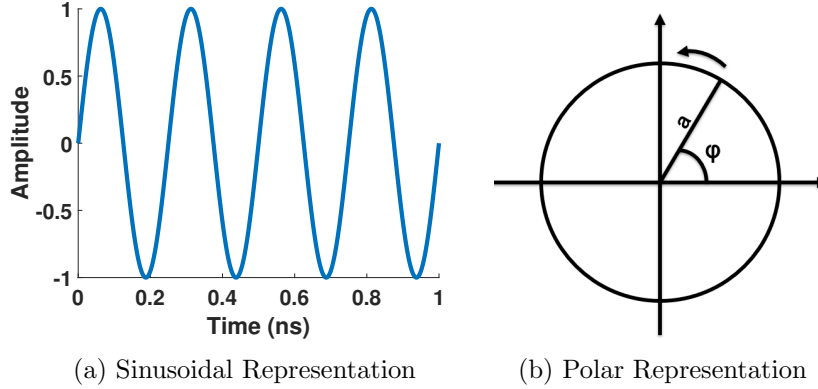 1
0.5
0
-0.5
-1
Amplitude
0 0.2 0.4 0.6 0.8 1
Time (ns)
(a) Sinusoidal Representation
a
φ
(b) Polar Representation